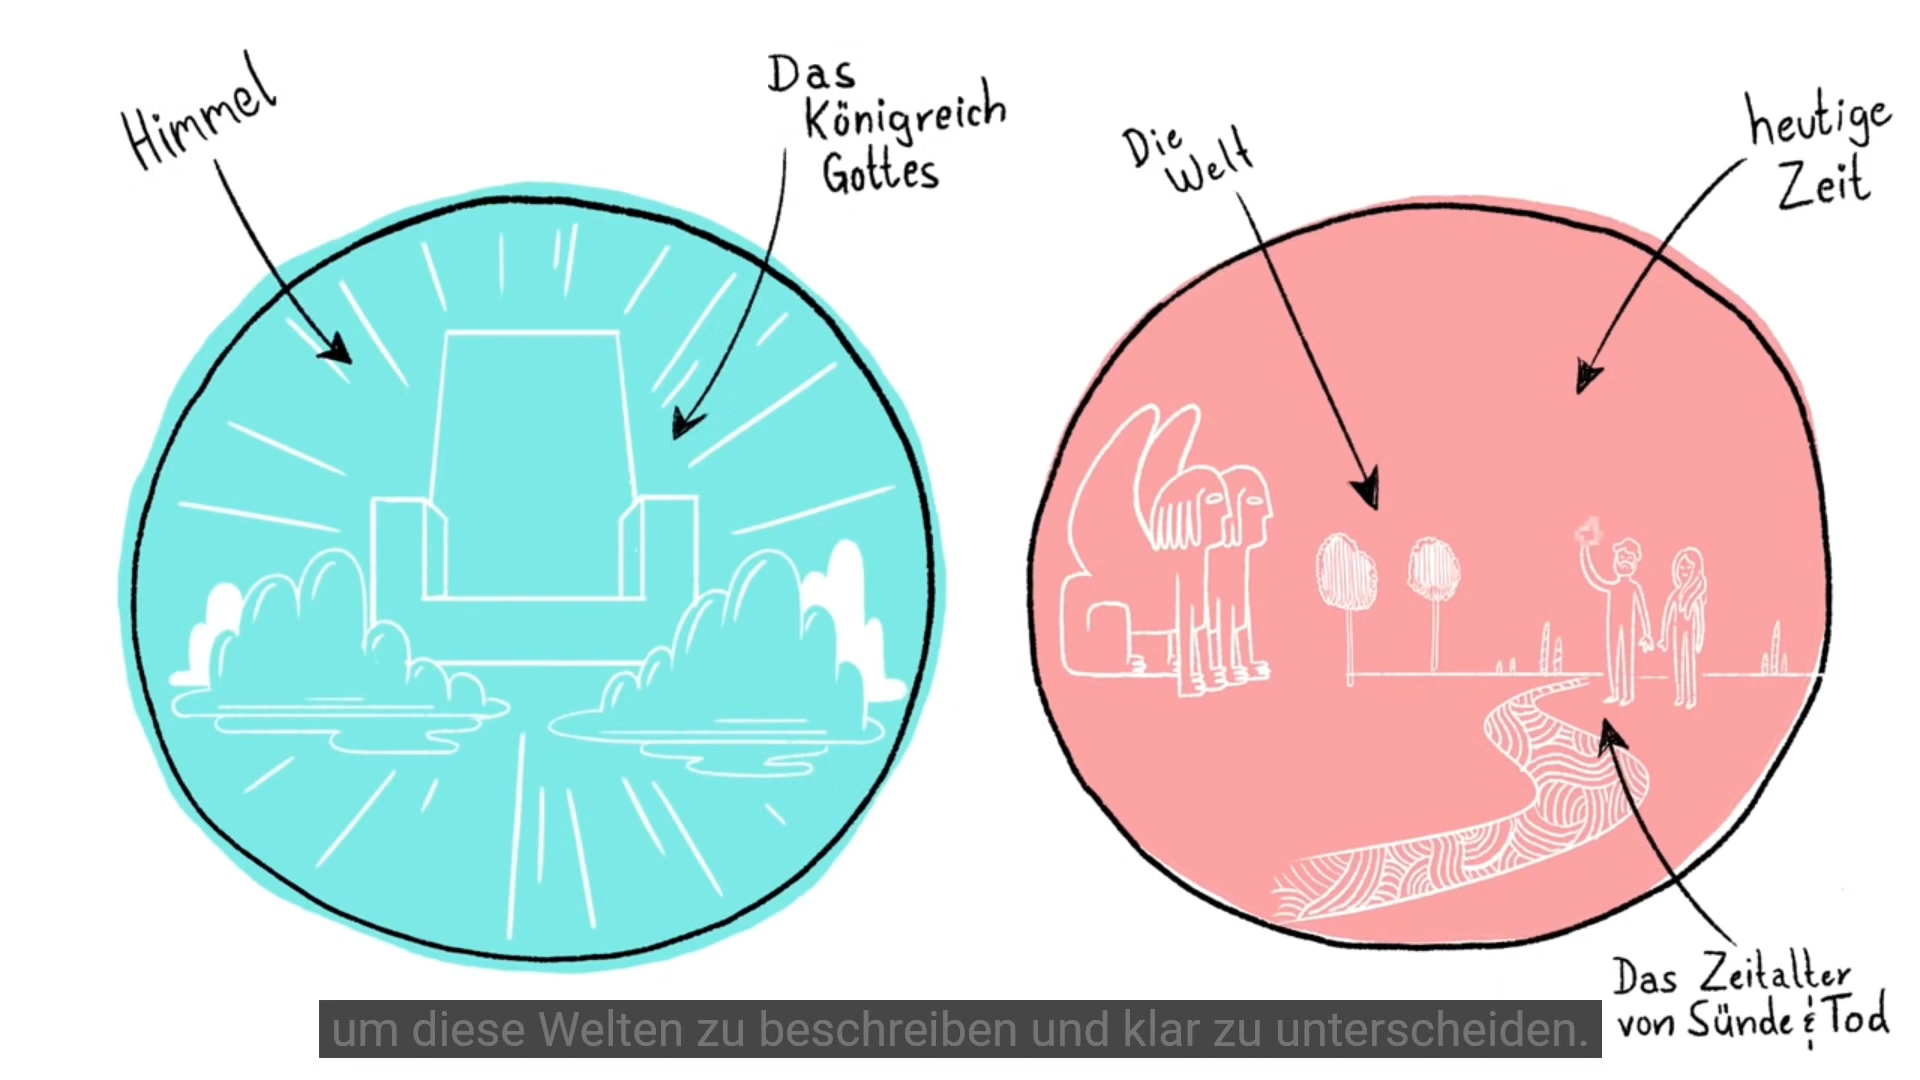 Himmel
Das
Königreich
Gottes
Die
Welt
heutige
Zeit
Das Zeitalter
von Sünde & Tod
um diese Welten zu beschreiben und klar zu unterscheiden.